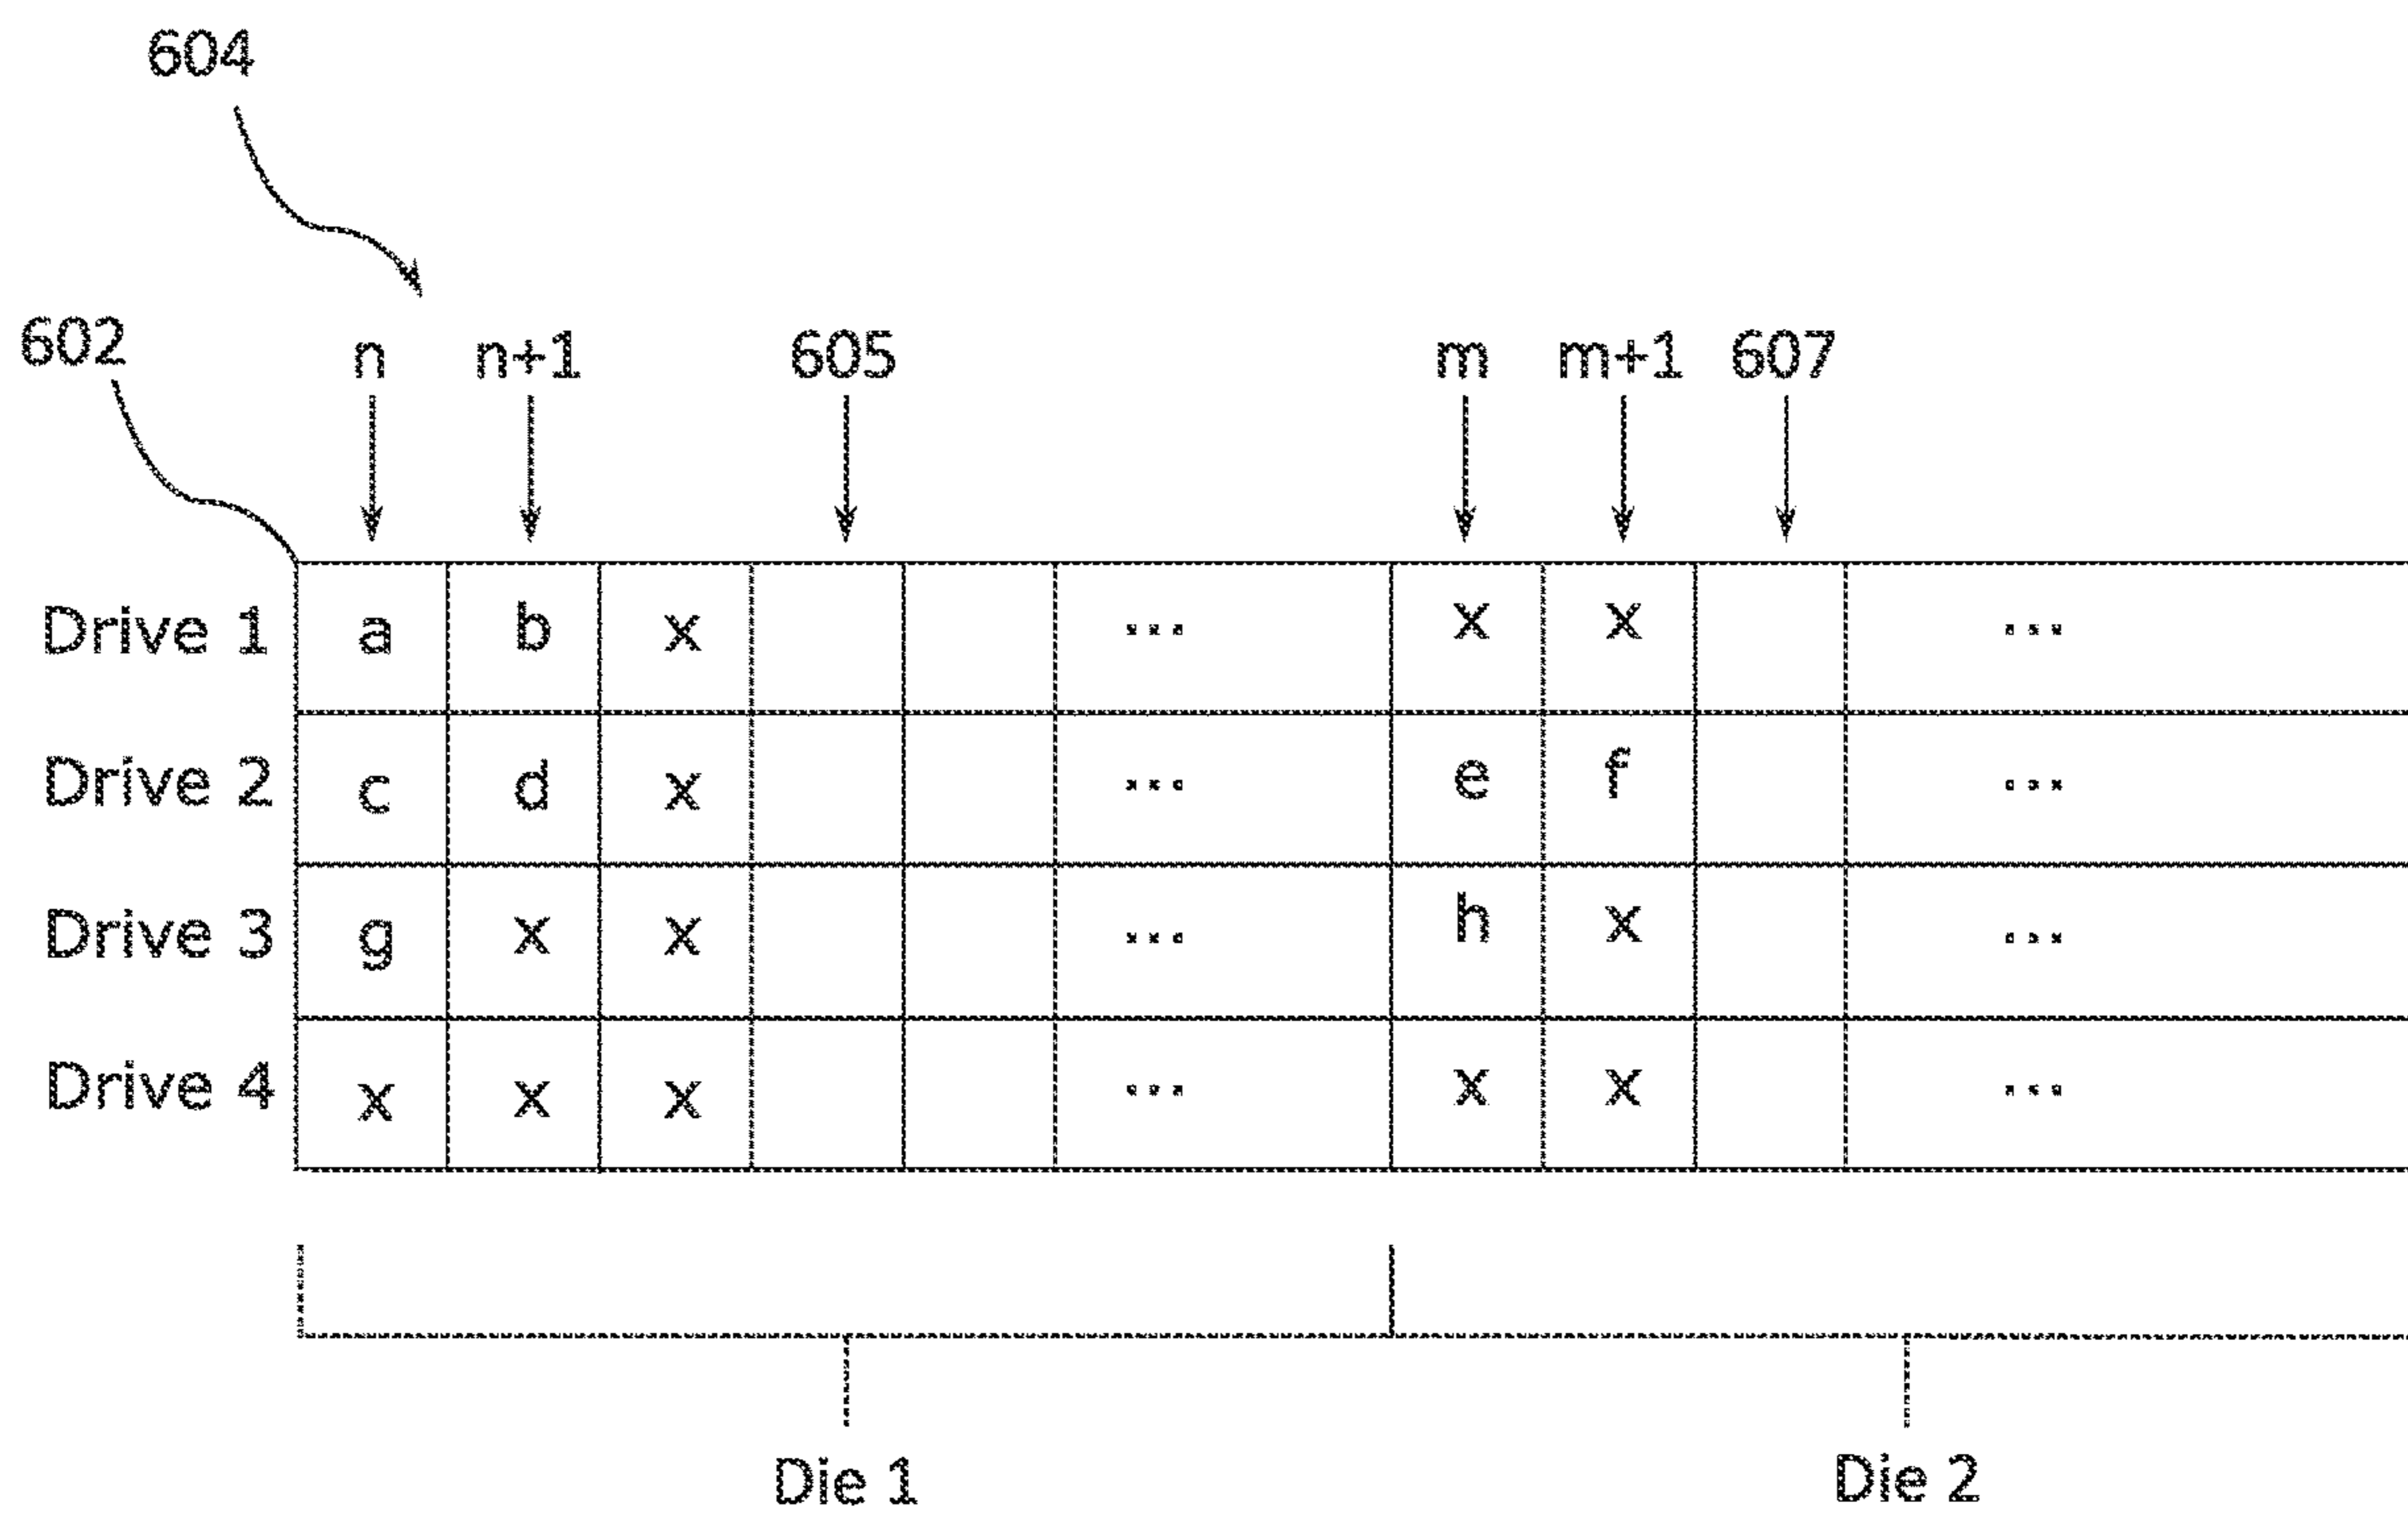 604
602 n n+1 605 m m+1 607
Drive 1 a b x ... x x ...
Drive 2 c d x ... e f ...
Drive 3 g x x ... h x ...
Drive 4 x x x ... x x ...
Die 1 Die 2